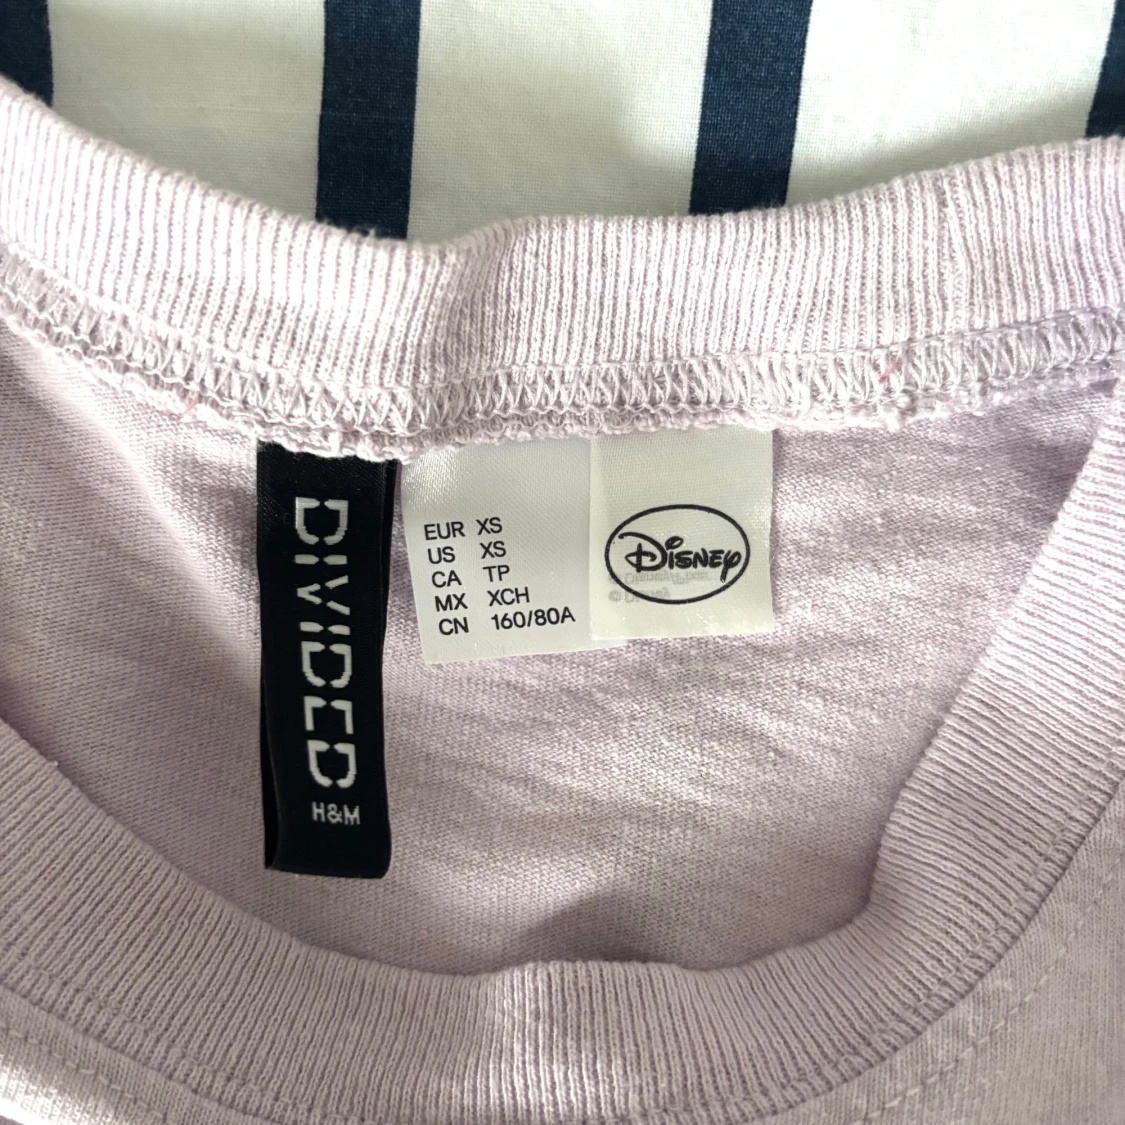 DIVIDED
H&M
EUR XS
US XS
CA TP
MX XCH
CN 160/80A
Disney